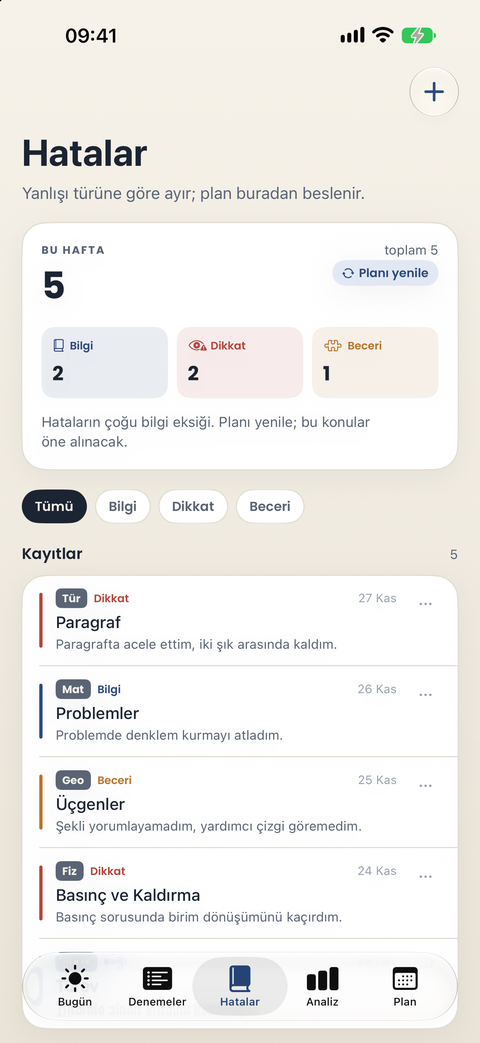 09:41
Hatalar
Yanlışı türüne göre ayır; plan buradan beslenir.
BU HAFTA
toplam 5
5
Planı yenile
Bilgi
2
Dikkat
2
Beceri
1
Hataların çoğu bilgi eksiği. Planı yenile; bu konular
öne alınacak.
Tümü
Bilgi
Dikkat
Beceri
Kayıtlar
5
Tür Dikkat
27 Kas
Paragraf
Paragrafta acele ettim, iki şık arasında kaldım.
Mat Bilgi
26 Kas
Problemler
Problemde denklem kurmayı atladım.
Geo Beceri
25 Kas
Üçgenler
Şekli yorumlayamadım, yardımcı çizgi göremedim.
Fiz Dikkat
24 Kas
Basınç ve Kaldırma
Basınç sorusunda birim dönüşümünü kaçırdım.
Bugün
Denemeler
Hatalar
Analiz
Plan